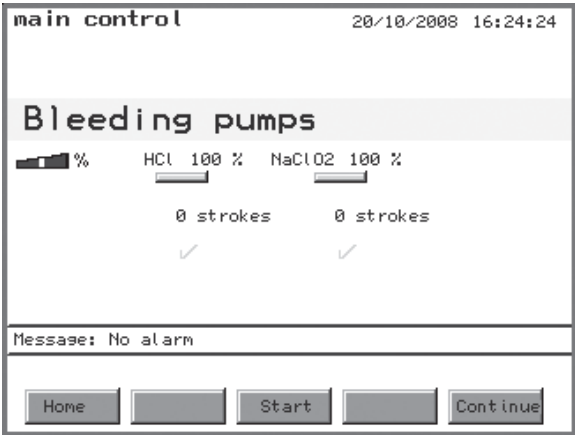 main control 20/10/2008 16:24:24
Bleeding pumps
% HCl 100 % NaClO2 100 %
0 strokes 0 strokes
Message: No alarm
Home Start Continue